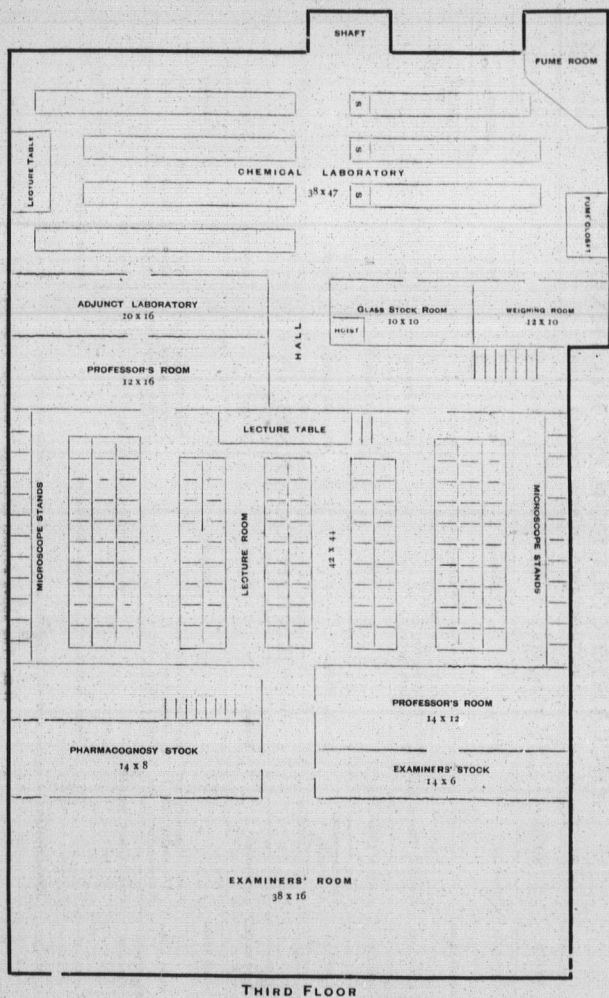 SHAFT
FUME ROOM
LECTURE TABLE
S
S
CHEMICAL LABORATORY
38 x 47
S
FUME CLOSET
ADJUNCT LABORATORY
10 x 16
GLASS STOCK ROOM
10 x 10
WEIGHING ROOM
12 x 10
HOIST
HALL
PROFESSOR'S ROOM
12 x 16
LECTURE TABLE
MICROSCOPE STANDS
LECTURE ROOM
42 x 44
MICROSCOPE STANDS
PROFESSOR'S ROOM
14 x 12
PHARMACOGNOSY STOCK
14 x 8
EXAMINERS' STOCK
14 x 6
EXAMINERS' ROOM
38 x 16
THIRD FLOOR